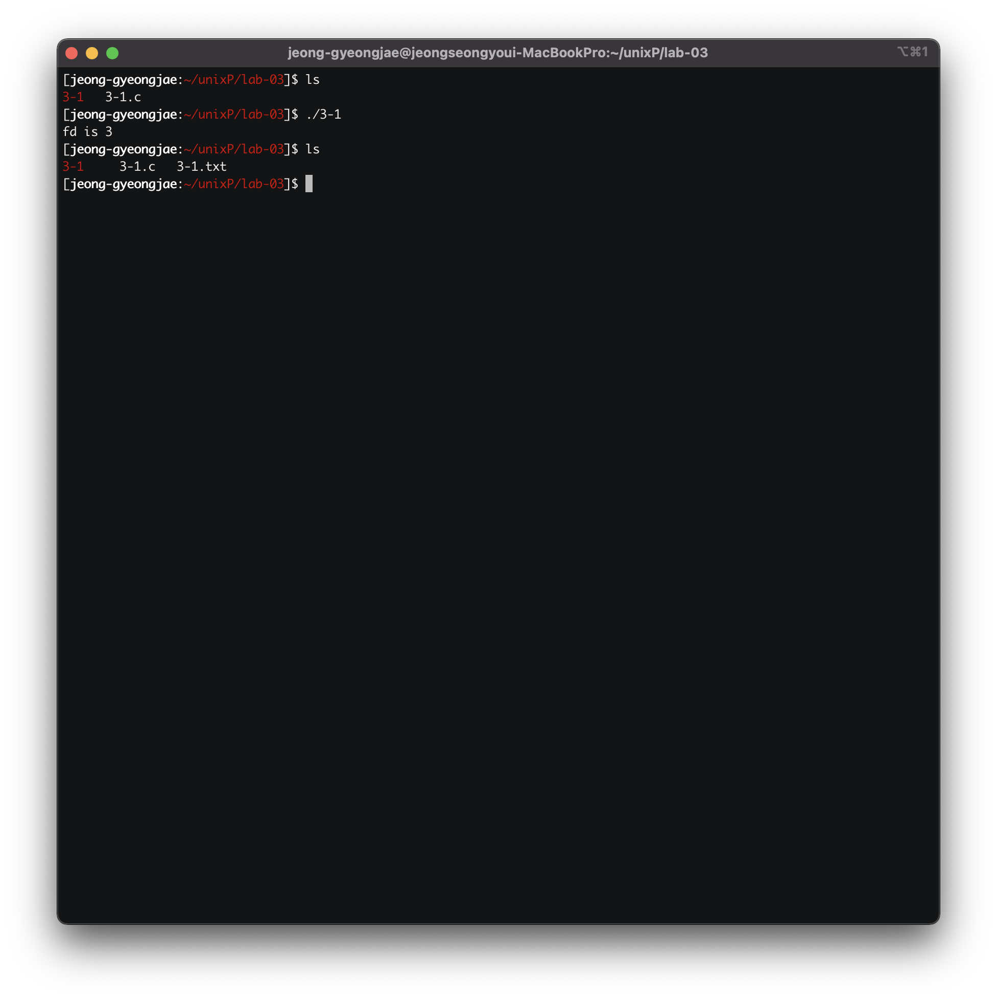 jeong-gyeongjae@jeongseongyoui-MacBookPro:~/unixP/lab-03 ⌥⌘1
[jeong-gyeongjae:~/unixP/lab-03]$ ls
3-1   3-1.c
[jeong-gyeongjae:~/unixP/lab-03]$ ./3-1
fd is 3
[jeong-gyeongjae:~/unixP/lab-03]$ ls
3-1     3-1.c   3-1.txt
[jeong-gyeongjae:~/unixP/lab-03]$